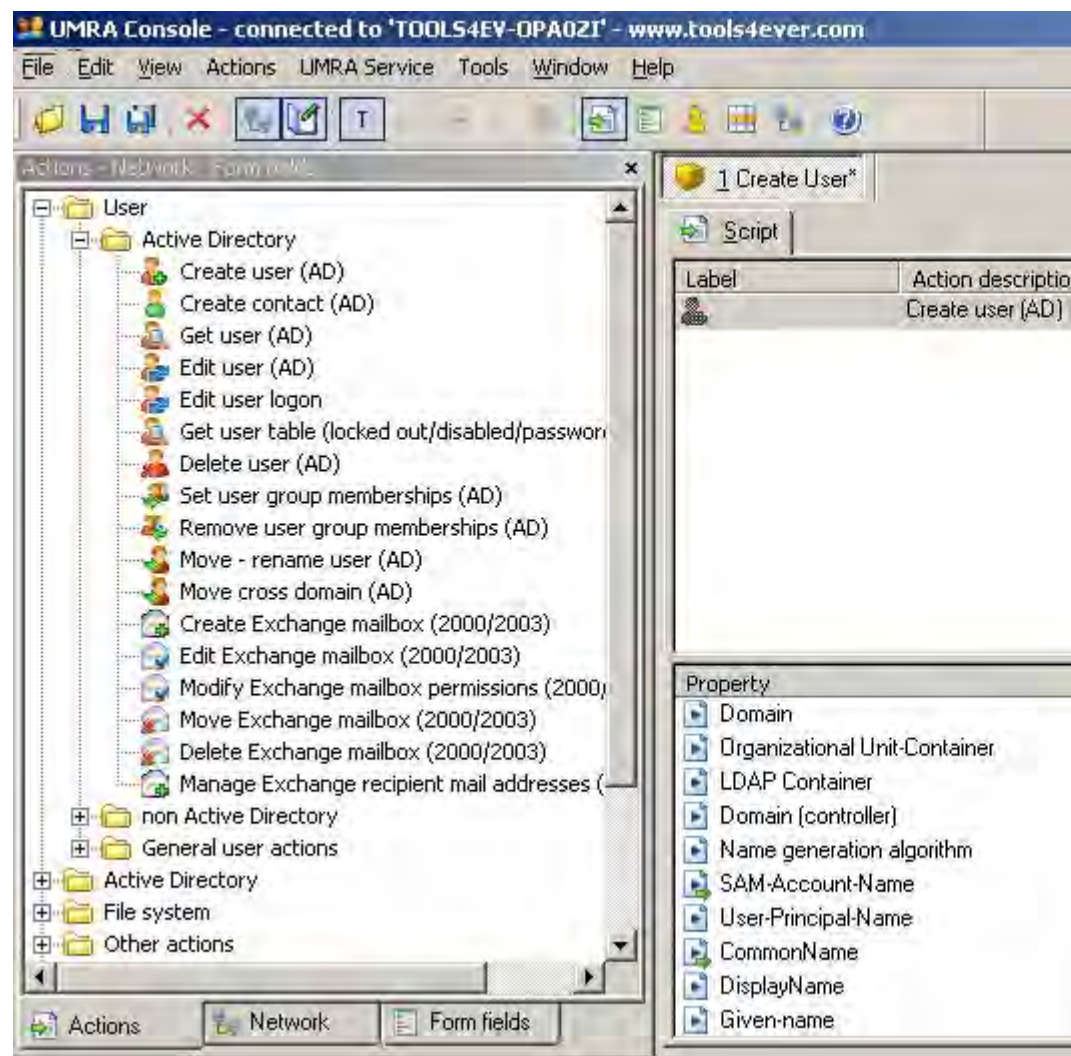 UMRA Console - connected to 'TOOLS4EV-OPA0ZI' - www.tools4ever.com
File Edit View Actions UMRA Service Tools Window Help
T
Actions - Network - Form fields
User
Active Directory
Create user (AD)
Create contact (AD)
Get user (AD)
Edit user (AD)
Edit user logon
Get user table (locked out/disabled/passwor
Delete user (AD)
Set user group memberships (AD)
Remove user group memberships (AD)
Move - rename user (AD)
Move cross domain (AD)
Create Exchange mailbox (2000/2003)
Edit Exchange mailbox (2000/2003)
Modify Exchange mailbox permissions (2000/
Move Exchange mailbox (2000/2003)
Delete Exchange mailbox (2000/2003)
Manage Exchange recipient mail addresses (
non Active Directory
General user actions
Active Directory
File system
Other actions
Actions Network Form fields
1 Create User*
Script
Label Action descriptio
Create user (AD)
Property
Domain
Organizational Unit-Container
LDAP Container
Domain (controller)
Name generation algorithm
SAM-Account-Name
User-Principal-Name
CommonName
DisplayName
Given-name